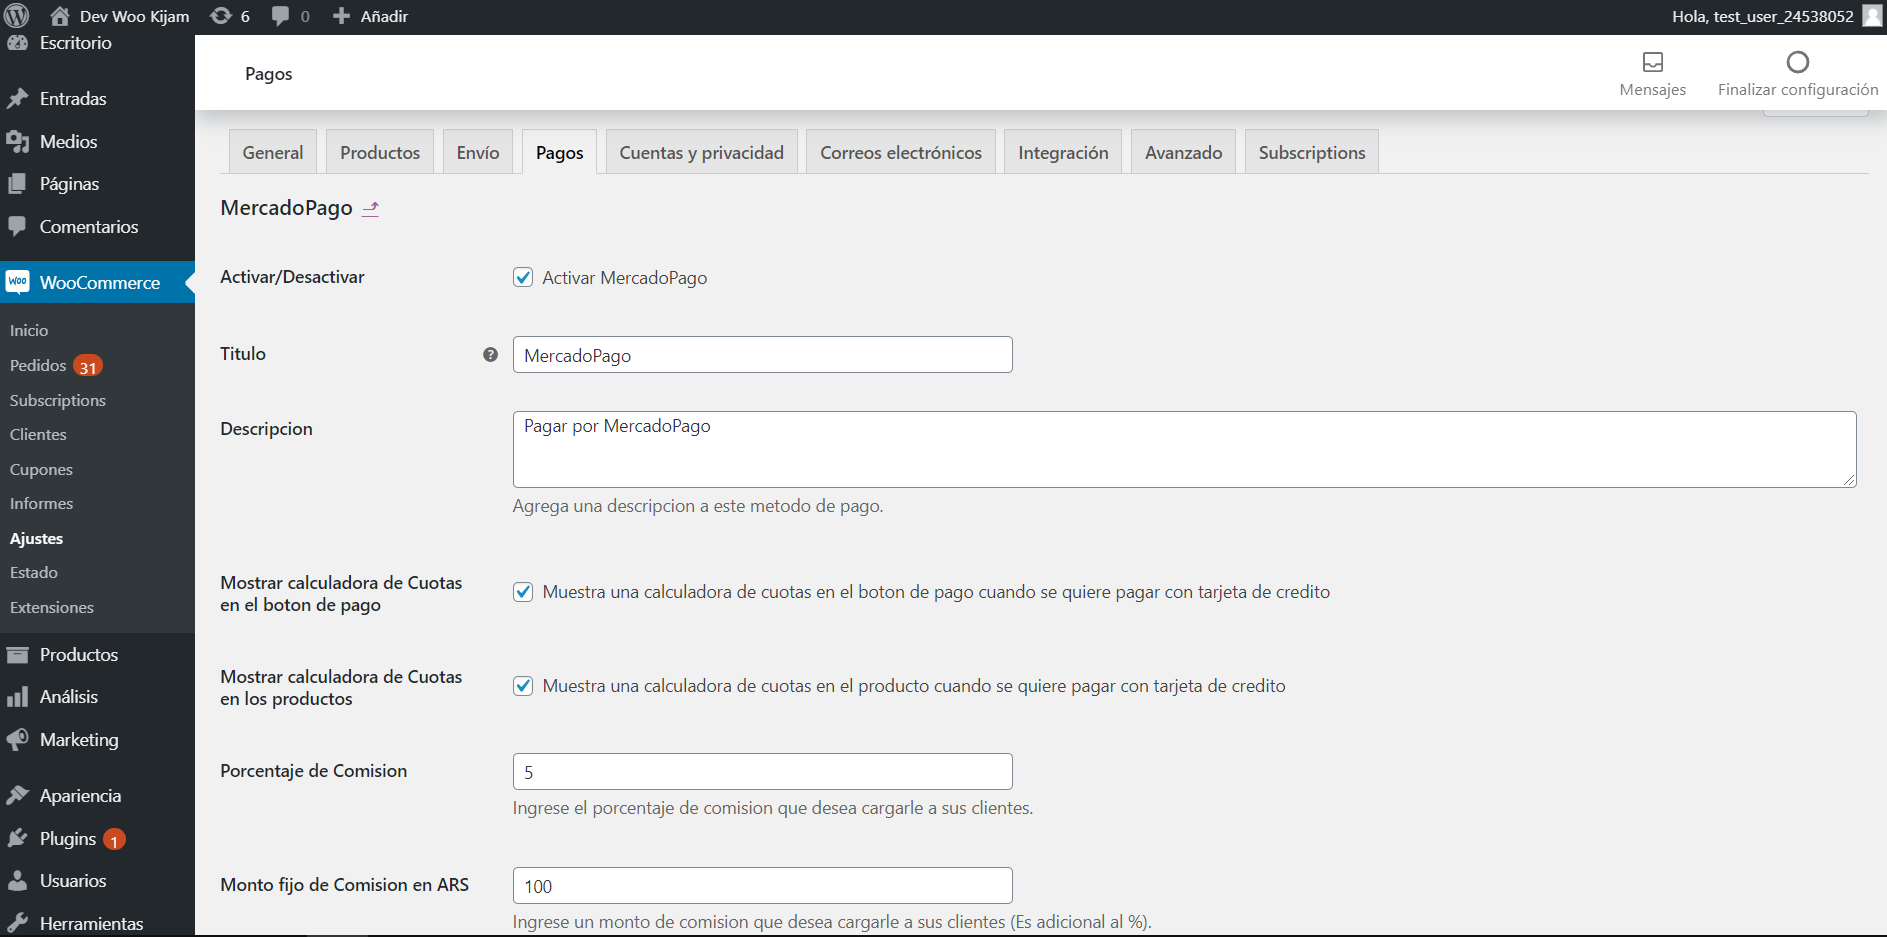 Dev Woo Kijam 6 0 Añadir Hola, test_user_24538052
Escritorio
Entradas
Medios
Páginas
Comentarios
WooCommerce
Inicio
Pedidos 31
Subscriptions
Clientes
Cupones
Informes
Ajustes
Estado
Extensiones
Productos
Análisis
Marketing
Apariencia
Plugins 1
Usuarios
Herramientas
Pagos
Mensajes
Finalizar configuración
General Productos Envío Pagos Cuentas y privacidad Correos electrónicos Integración Avanzado Subscriptions
MercadoPago
Activar/Desactivar
Activar MercadoPago
Titulo
MercadoPago
Descripcion
Pagar por MercadoPago
Agrega una descripcion a este metodo de pago.
Mostrar calculadora de Cuotas
en el boton de pago
Muestra una calculadora de cuotas en el boton de pago cuando se quiere pagar con tarjeta de credito
Mostrar calculadora de Cuotas
en los productos
Muestra una calculadora de cuotas en el producto cuando se quiere pagar con tarjeta de credito
Porcentaje de Comision
5
Ingrese el porcentaje de comision que desea cargarle a sus clientes.
Monto fijo de Comision en ARS
100
Ingrese un monto de comision que desea cargarle a sus clientes (Es adicional al %).